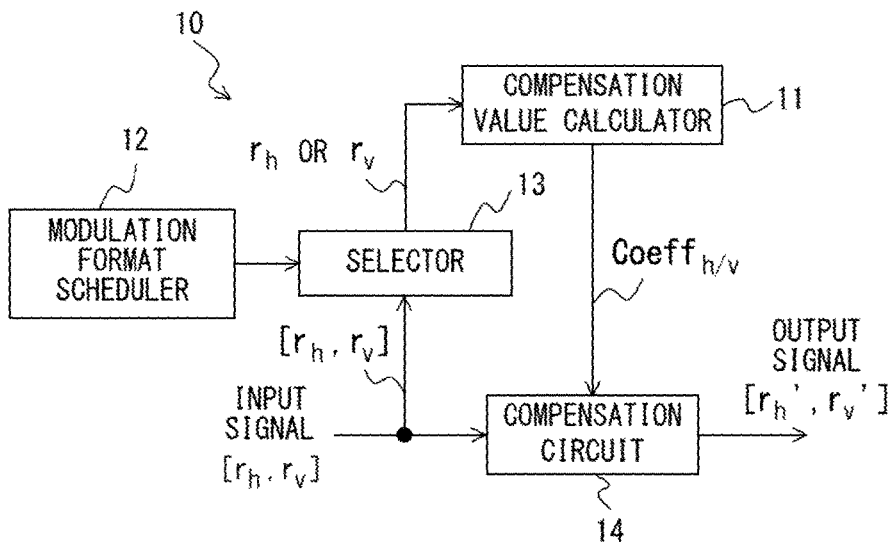 10
COMPENSATION
VALUE CALCULATOR
11
12
r_h OR r_v
13
MODULATION
FORMAT
SCHEDULER
SELECTOR
Coeff_h/v
[r_h, r_v]
OUTPUT
SIGNAL
[r_h', r_v']
INPUT
SIGNAL
[r_h, r_v]
COMPENSATION
CIRCUIT
14